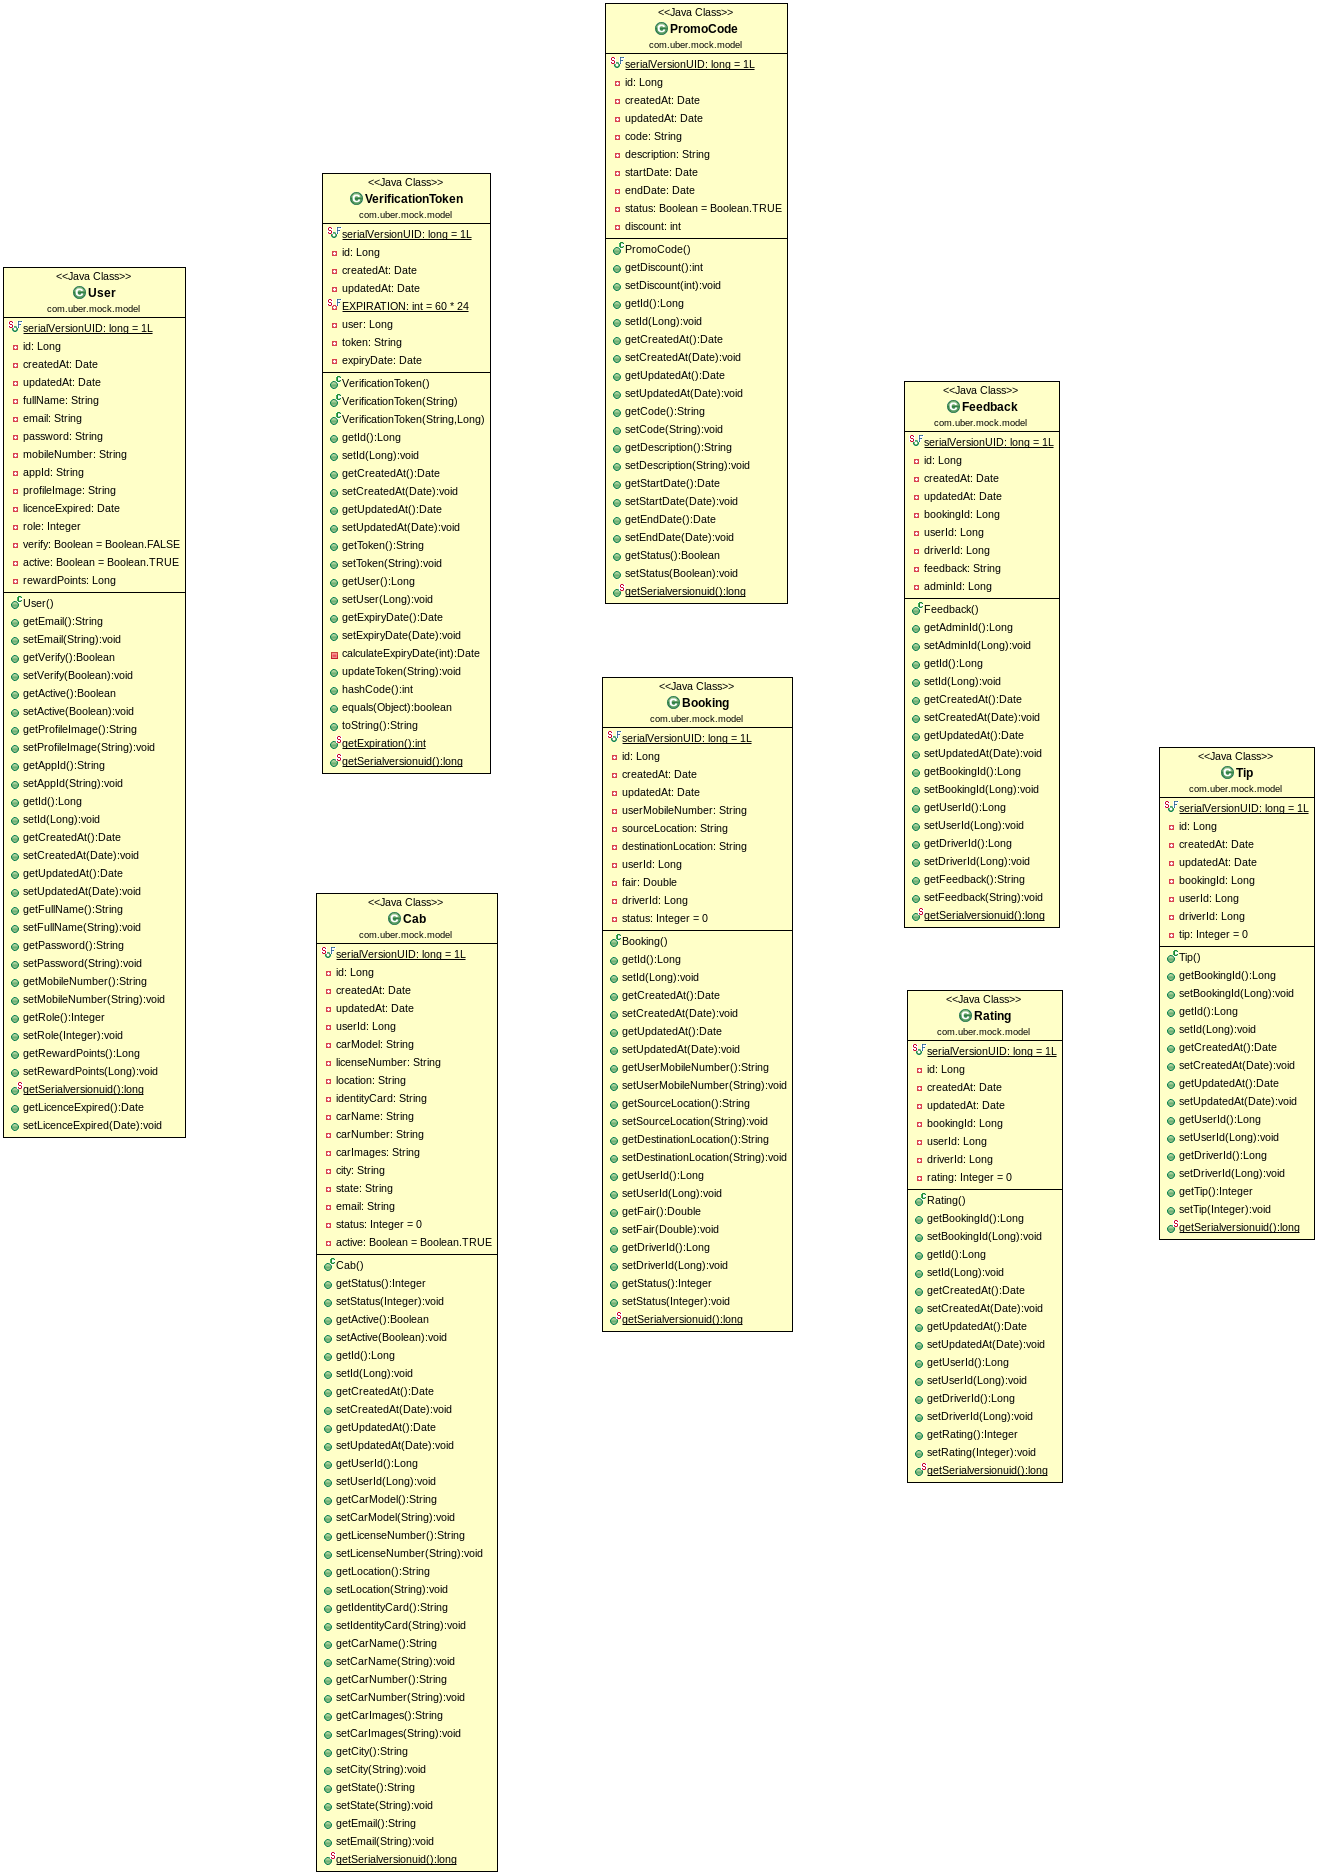 <<Java Class>>
User
com.uber.mock.model
serialVersionUID: long = 1L
id: Long
createdAt: Date
updatedAt: Date
fullName: String
email: String
password: String
mobileNumber: String
appId: String
profileImage: String
licenceExpired: Date
role: Integer
verify: Boolean = Boolean.FALSE
active: Boolean = Boolean.TRUE
rewardPoints: Long
User()
getEmail():String
setEmail(String):void
getVerify():Boolean
setVerify(Boolean):void
getActive():Boolean
setActive(Boolean):void
getProfileImage():String
setProfileImage(String):void
getAppId():String
setAppId(String):void
getId():Long
setId(Long):void
getCreatedAt():Date
setCreatedAt(Date):void
getUpdatedAt():Date
setUpdatedAt(Date):void
getFullName():String
setFullName(String):void
getPassword():String
setPassword(String):void
getMobileNumber():String
setMobileNumber(String):void
getRole():Integer
setRole(Integer):void
getRewardPoints():Long
setRewardPoints(Long):void
getSerialversionuid():long
getLicenceExpired():Date
setLicenceExpired(Date):void
<<Java Class>>
VerificationToken
com.uber.mock.model
serialVersionUID: long = 1L
id: Long
createdAt: Date
updatedAt: Date
EXPIRATION: int = 60 * 24
user: Long
token: String
expiryDate: Date
VerificationToken()
VerificationToken(String)
VerificationToken(String,Long)
getId():Long
setId(Long):void
getCreatedAt():Date
setCreatedAt(Date):void
getUpdatedAt():Date
setUpdatedAt(Date):void
getToken():String
setToken(String):void
getUser():Long
setUser(Long):void
getExpiryDate():Date
setExpiryDate(Date):void
calculateExpiryDate(int):Date
updateToken(String):void
hashCode():int
equals(Object):boolean
toString():String
getExpiration():int
getSerialversionuid():long
<<Java Class>>
Cab
com.uber.mock.model
serialVersionUID: long = 1L
id: Long
createdAt: Date
updatedAt: Date
userId: Long
carModel: String
licenseNumber: String
location: String
identityCard: String
carName: String
carNumber: String
carImages: String
city: String
state: String
email: String
status: Integer = 0
active: Boolean = Boolean.TRUE
Cab()
getStatus():Integer
setStatus(Integer):void
getActive():Boolean
setActive(Boolean):void
getId():Long
setId(Long):void
getCreatedAt():Date
setCreatedAt(Date):void
getUpdatedAt():Date
setUpdatedAt(Date):void
getUserId():Long
setUserId(Long):void
getCarModel():String
setCarModel(String):void
getLicenseNumber():String
setLicenseNumber(String):void
getLocation():String
setLocation(String):void
getIdentityCard():String
setIdentityCard(String):void
getCarName():String
setCarName(String):void
getCarNumber():String
setCarNumber(String):void
getCarImages():String
setCarImages(String):void
getCity():String
setCity(String):void
getState():String
setState(String):void
getEmail():String
setEmail(String):void
getSerialversionuid():long
<<Java Class>>
PromoCode
com.uber.mock.model
serialVersionUID: long = 1L
id: Long
createdAt: Date
updatedAt: Date
code: String
description: String
startDate: Date
endDate: Date
status: Boolean = Boolean.TRUE
discount: int
PromoCode()
getDiscount():int
setDiscount(int):void
getId():Long
setId(Long):void
getCreatedAt():Date
setCreatedAt(Date):void
getUpdatedAt():Date
setUpdatedAt(Date):void
getCode():String
setCode(String):void
getDescription():String
setDescription(String):void
getStartDate():Date
setStartDate(Date):void
getEndDate():Date
setEndDate(Date):void
getStatus():Boolean
setStatus(Boolean):void
getSerialversionuid():long
<<Java Class>>
Booking
com.uber.mock.model
serialVersionUID: long = 1L
id: Long
createdAt: Date
updatedAt: Date
userMobileNumber: String
sourceLocation: String
destinationLocation: String
userId: Long
fair: Double
driverId: Long
status: Integer = 0
Booking()
getId():Long
setId(Long):void
getCreatedAt():Date
setCreatedAt(Date):void
getUpdatedAt():Date
setUpdatedAt(Date):void
getUserMobileNumber():String
setUserMobileNumber(String):void
getSourceLocation():String
setSourceLocation(String):void
getDestinationLocation():String
setDestinationLocation(String):void
getUserId():Long
setUserId(Long):void
getFair():Double
setFair(Double):void
getDriverId():Long
setDriverId(Long):void
getStatus():Integer
setStatus(Integer):void
getSerialversionuid():long
<<Java Class>>
Feedback
com.uber.mock.model
serialVersionUID: long = 1L
id: Long
createdAt: Date
updatedAt: Date
bookingId: Long
userId: Long
driverId: Long
feedback: String
adminId: Long
Feedback()
getAdminId():Long
setAdminId(Long):void
getId():Long
setId(Long):void
getCreatedAt():Date
setCreatedAt(Date):void
getUpdatedAt():Date
setUpdatedAt(Date):void
getBookingId():Long
setBookingId(Long):void
getUserId():Long
setUserId(Long):void
getDriverId():Long
setDriverId(Long):void
getFeedback():String
setFeedback(String):void
getSerialversionuid():long
<<Java Class>>
Rating
com.uber.mock.model
serialVersionUID: long = 1L
id: Long
createdAt: Date
updatedAt: Date
bookingId: Long
userId: Long
driverId: Long
rating: Integer = 0
Rating()
getBookingId():Long
setBookingId(Long):void
getId():Long
setId(Long):void
getCreatedAt():Date
setCreatedAt(Date):void
getUpdatedAt():Date
setUpdatedAt(Date):void
getUserId():Long
setUserId(Long):void
getDriverId():Long
setDriverId(Long):void
getRating():Integer
setRating(Integer):void
getSerialversionuid():long
<<Java Class>>
Tip
com.uber.mock.model
serialVersionUID: long = 1L
id: Long
createdAt: Date
updatedAt: Date
bookingId: Long
userId: Long
driverId: Long
tip: Integer = 0
Tip()
getBookingId():Long
setBookingId(Long):void
getId():Long
setId(Long):void
getCreatedAt():Date
setCreatedAt(Date):void
getUpdatedAt():Date
setUpdatedAt(Date):void
getUserId():Long
setUserId(Long):void
getDriverId():Long
setDriverId(Long):void
getTip():Integer
setTip(Integer):void
getSerialversionuid():long